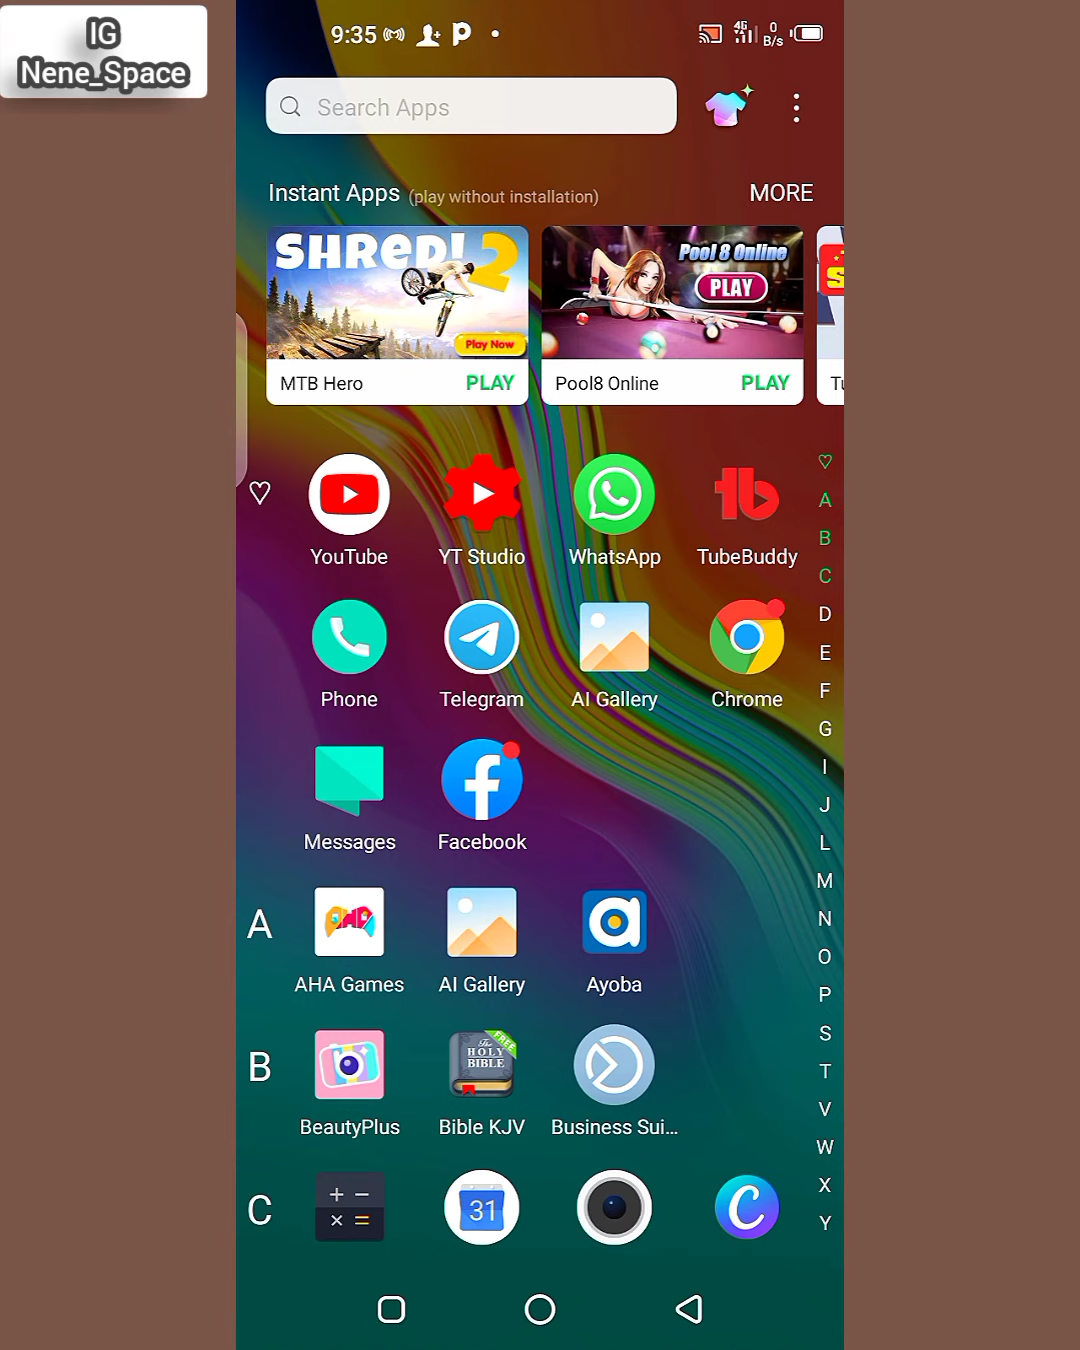 IG
Nene_Space
9:35
4G
0
B/s
Search Apps
Instant Apps (play without installation)
MORE
SHRED! 2
Play Now
MTB Hero
PLAY
Pool 8 Online
PLAY
Pool8 Online
PLAY
YouTube
YT Studio
WhatsApp
TubeBuddy
Phone
Telegram
AI Gallery
Chrome
Messages
Facebook
A
AHA
AHA Games
AI Gallery
Ayoba
B
The
HOLY
BIBLE
FREE
BeautyPlus
Bible KJV
Business Sui...
C
+ −
× =
31
A
B
C
D
E
F
G
I
J
L
M
N
O
P
S
T
V
W
X
Y